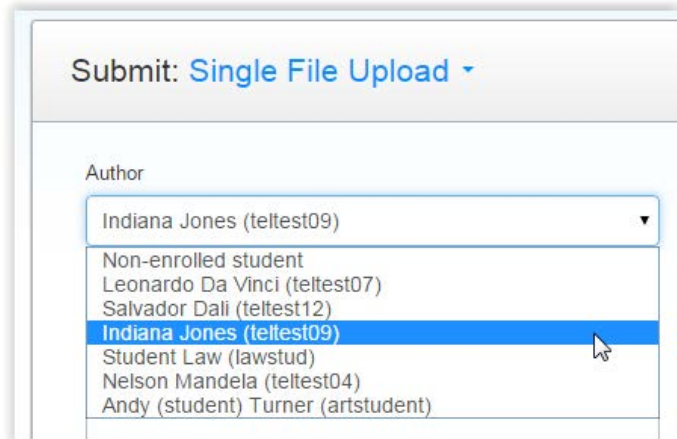 Submit: Single File Upload
Author
Indiana Jones (teltest09)
Non-enrolled student
Leonardo Da Vinci (teltest07)
Salvador Dali (teltest12)
Indiana Jones (teltest09)
Student Law (lawstud)
Nelson Mandela (teltest04)
Andy (student) Turner (artstudent)